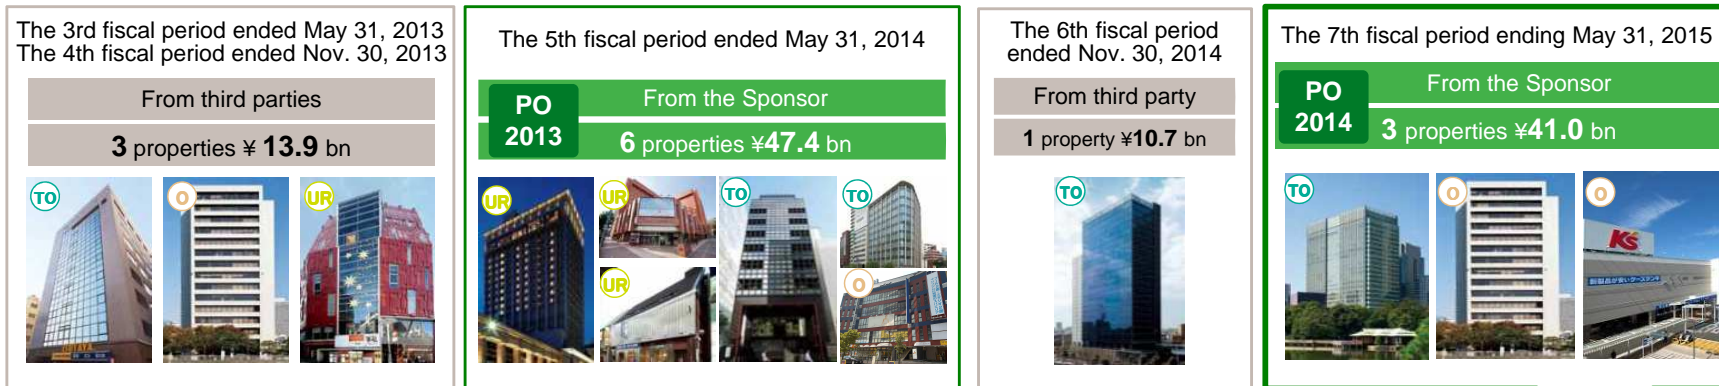 The 3rd fiscal period ended May 31, 2013
The 4th fiscal period ended Nov. 30, 2013
From third parties
3 properties ¥ 13.9 bn
TO
O
UR
The 5th fiscal period ended May 31, 2014
PO
2013
From the Sponsor
6 properties ¥47.4 bn
UR
UR
TO
TO
UR
O
The 6th fiscal period
ended Nov. 30, 2014
From third party
1 property ¥10.7 bn
TO
The 7th fiscal period ending May 31, 2015
PO
2014
From the Sponsor
3 properties ¥41.0 bn
TO
O
O
K's